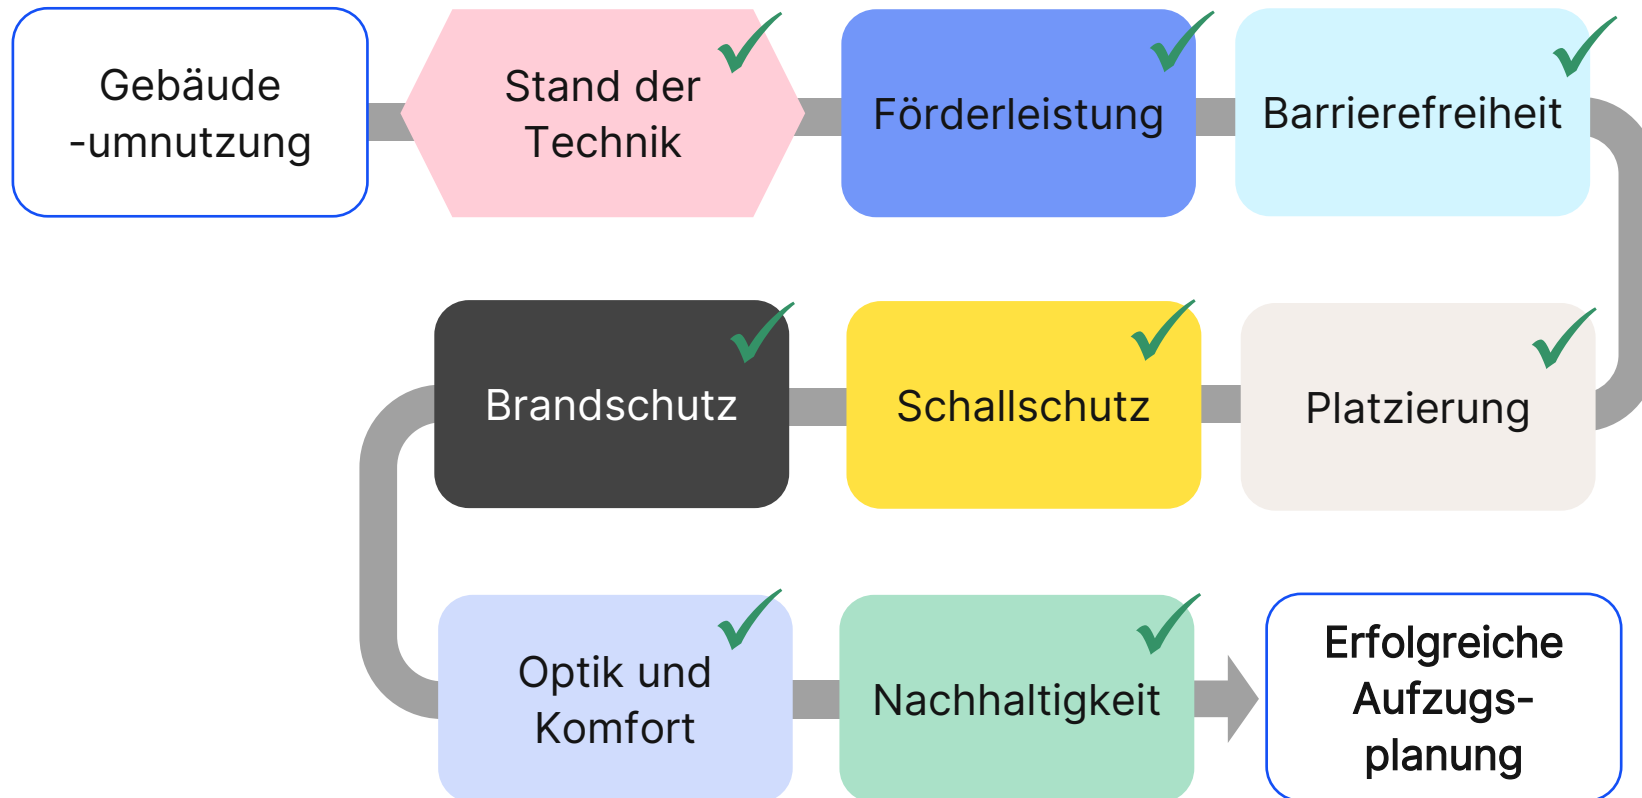 Gebäude
-umnutzung
Stand der
Technik
Förderleistung
Barrierefreiheit
Platzierung
Schallschutz
Brandschutz
Optik und
Komfort
Nachhaltigkeit
Erfolgreiche
Aufzugs-
planung